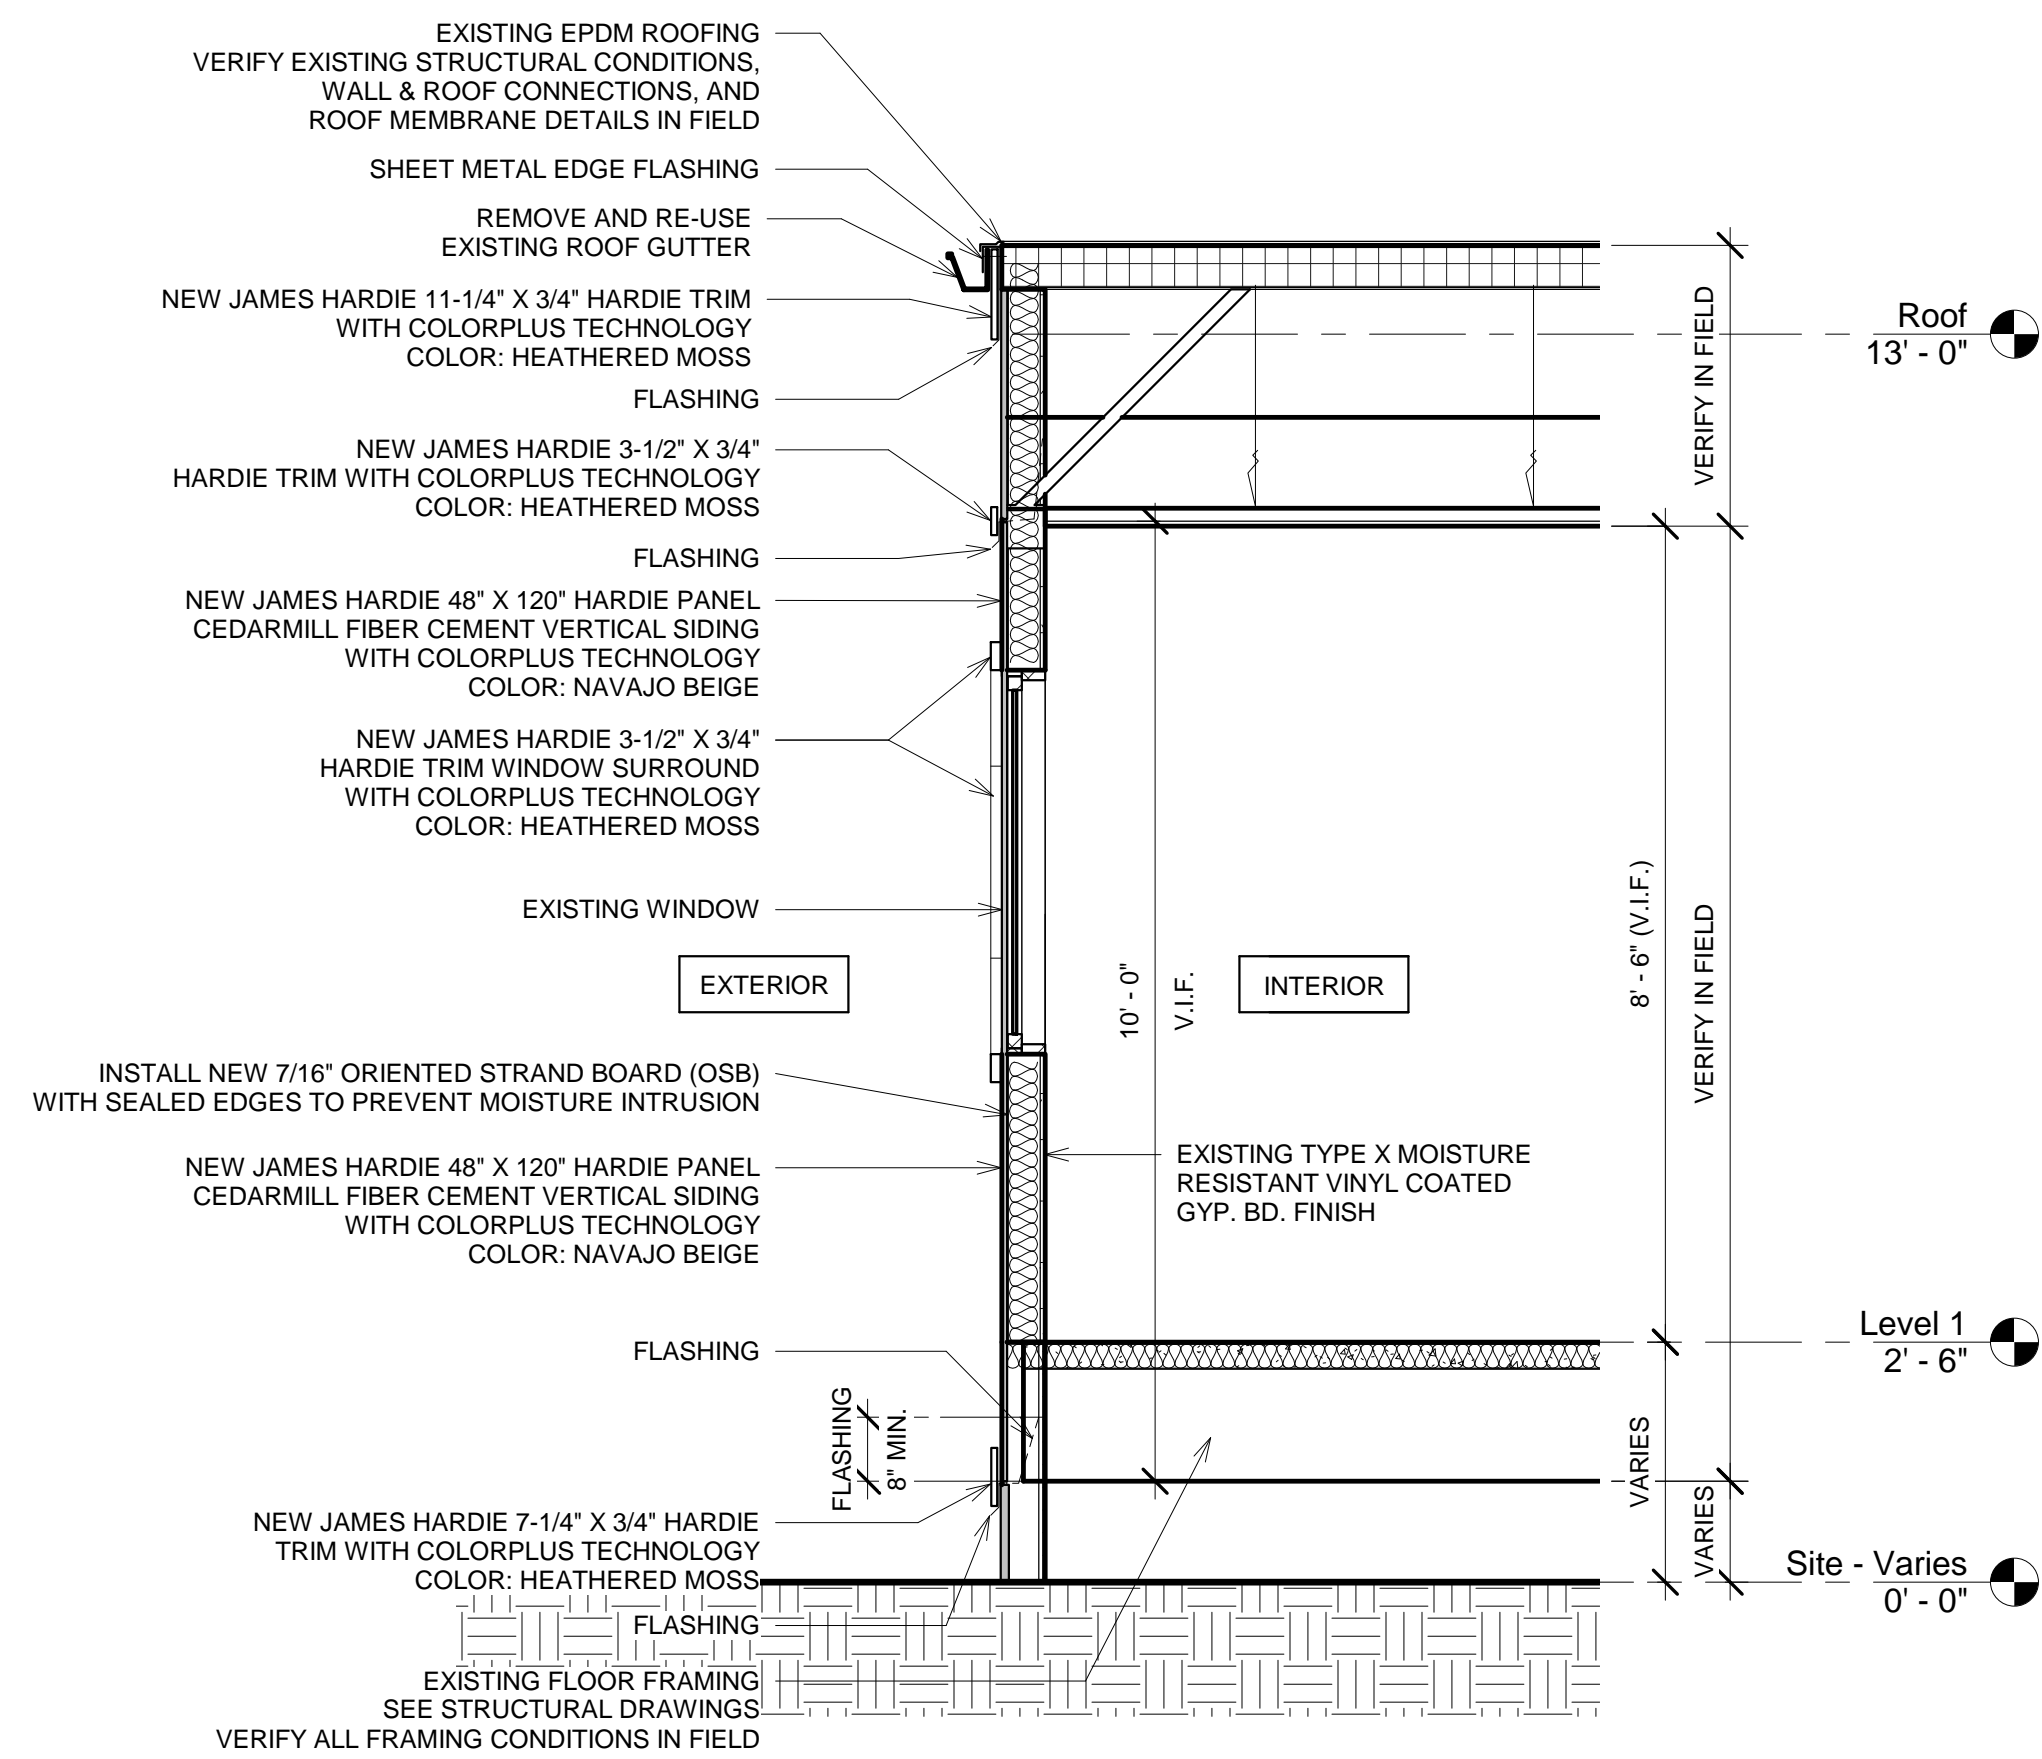 EXISTING EPDM ROOFING
VERIFY EXISTING STRUCTURAL CONDITIONS,
WALL & ROOF CONNECTIONS, AND
ROOF MEMBRANE DETAILS IN FIELD
SHEET METAL EDGE FLASHING
REMOVE AND RE-USE
EXISTING ROOF GUTTER
NEW JAMES HARDIE 11-1/4" X 3/4" HARDIE TRIM
WITH COLORPLUS TECHNOLOGY
COLOR: HEATHERED MOSS
FLASHING
NEW JAMES HARDIE 3-1/2" X 3/4"
HARDIE TRIM WITH COLORPLUS TECHNOLOGY
COLOR: HEATHERED MOSS
FLASHING
NEW JAMES HARDIE 48" X 120" HARDIE PANEL
CEDARMILL FIBER CEMENT VERTICAL SIDING
WITH COLORPLUS TECHNOLOGY
COLOR: NAVAJO BEIGE
NEW JAMES HARDIE 3-1/2" X 3/4"
HARDIE TRIM WINDOW SURROUND
WITH COLORPLUS TECHNOLOGY
COLOR: HEATHERED MOSS
EXISTING WINDOW
EXTERIOR
INSTALL NEW 7/16" ORIENTED STRAND BOARD (OSB)
WITH SEALED EDGES TO PREVENT MOISTURE INTRUSION
NEW JAMES HARDIE 48" X 120" HARDIE PANEL
CEDARMILL FIBER CEMENT VERTICAL SIDING
WITH COLORPLUS TECHNOLOGY
COLOR: NAVAJO BEIGE
FLASHING
FLASHING
8" MIN.
NEW JAMES HARDIE 7-1/4" X 3/4" HARDIE
TRIM WITH COLORPLUS TECHNOLOGY
COLOR: HEATHERED MOSS
FLASHING
EXISTING FLOOR FRAMING
SEE STRUCTURAL DRAWINGS
VERIFY ALL FRAMING CONDITIONS IN FIELD
10' - 0"
V.I.F.
INTERIOR
EXISTING TYPE X MOISTURE
RESISTANT VINYL COATED
GYP. BD. FINISH
8' - 6" (V.I.F.)
VERIFY IN FIELD
VERIFY IN FIELD
VARIES
VARIES
Roof
13' - 0"
Level 1
2' - 6"
Site - Varies
0' - 0"